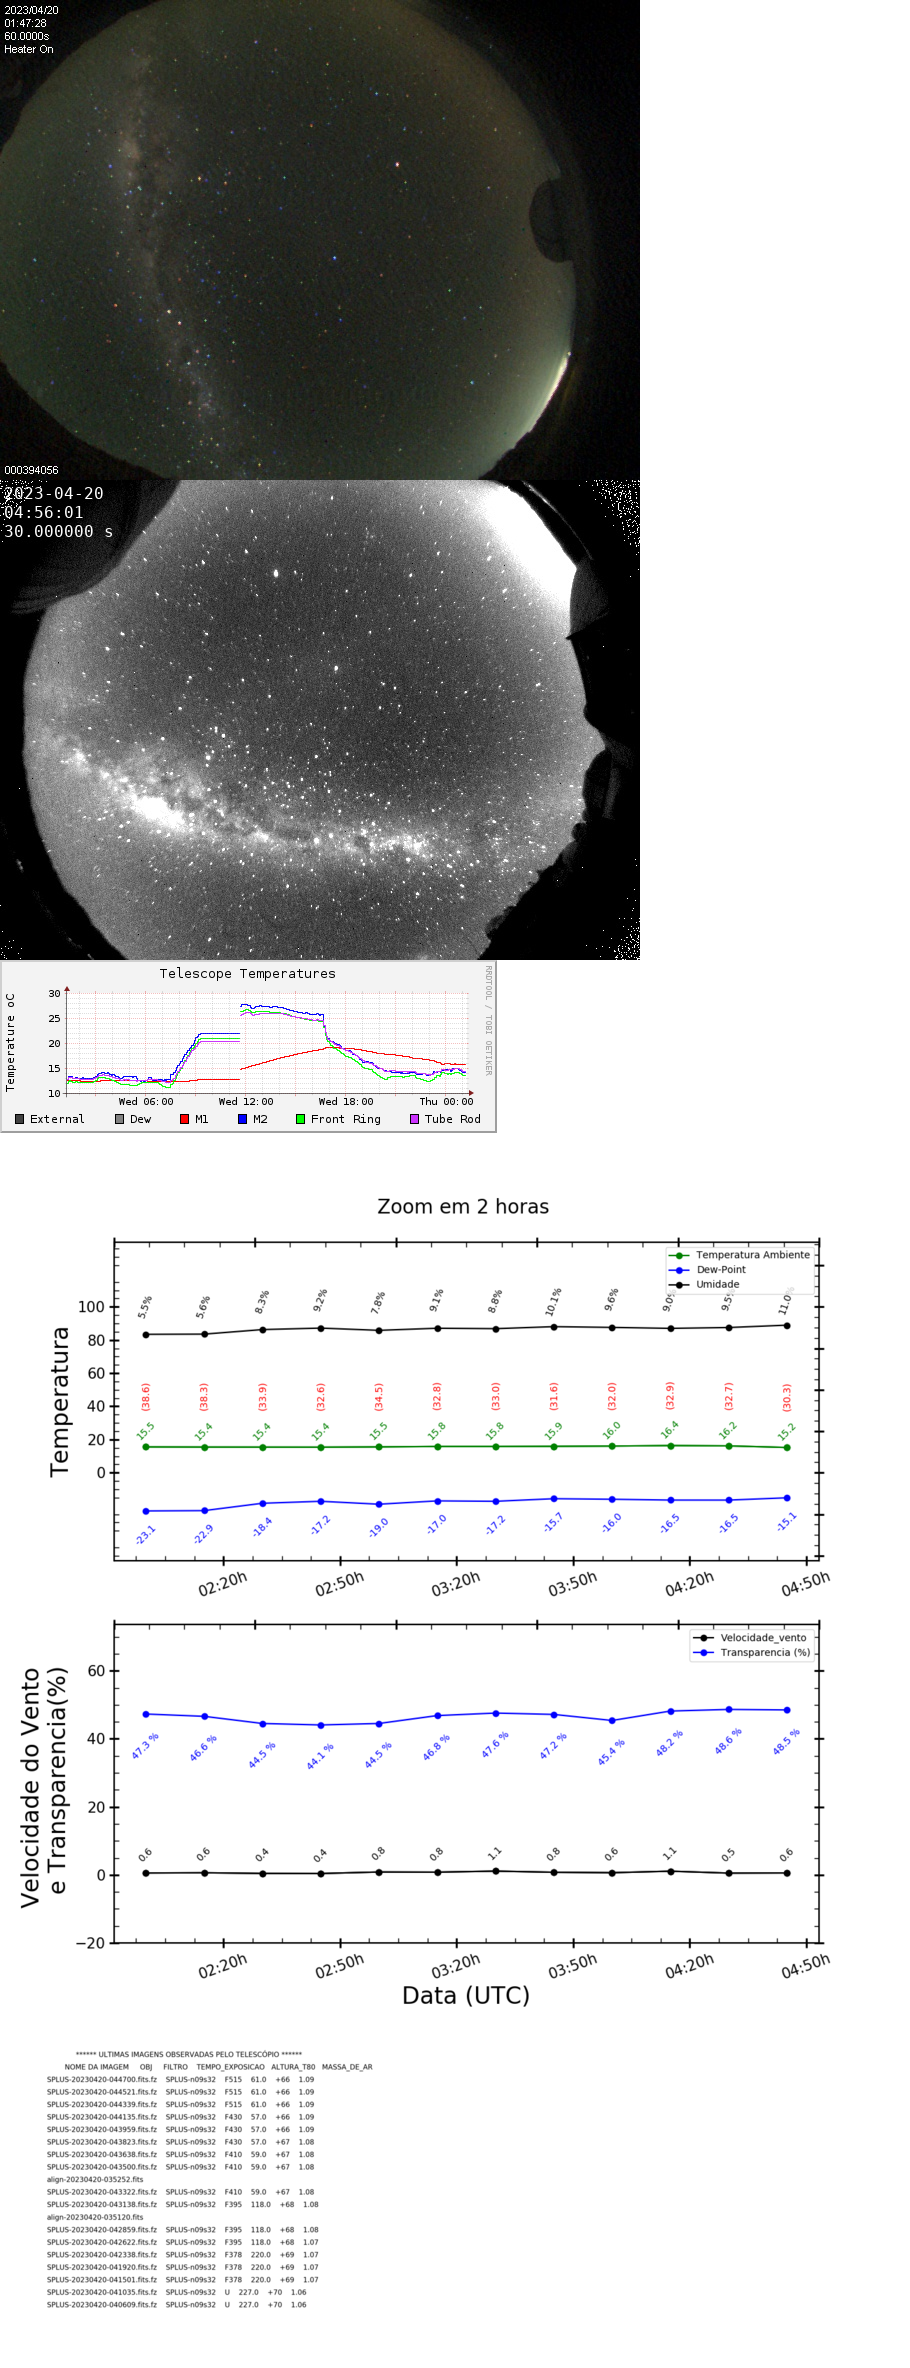 2023/04/20
01:47:28
60.0000s
Heater On
000394056
2023-04-20
04:56:01
30.000000 s
Telescope Temperatures
RRDTOOL / TOBI OETIKER
Temperature oC
30
25
20
15
10
Wed 06:00 Wed 12:00 Wed 18:00 Thu 00:00
External Dew M1 M2 Front Ring Tube Rod
Zoom em 2 horas
Temperatura Ambiente
Dew-Point
Umidade
Temperatura
100
80
60
40
20
0
5.5% 5.6% 8.3% 9.2% 7.8% 9.1% 8.8% 10.1% 9.6% 9.0% 9.5% 11.0%
(38.6) (38.3) (33.9) (32.6) (34.5) (32.8) (33.0) (31.6) (32.0) (32.9) (32.7) (30.3)
15.5 15.4 15.4 15.4 15.5 15.8 15.8 15.9 16.0 16.4 16.2 15.2
-23.1 -22.9 -18.4 -17.2 -19.0 -17.0 -17.2 -15.7 -16.0 -16.5 -16.5 -15.1
02:20h 02:50h 03:20h 03:50h 04:20h 04:50h
Velocidade_vento
Transparencia (%)
Velocidade do Vento
e Transparencia(%)
60
40
20
0
−20
47.3 % 46.6 % 44.5 % 44.1 % 44.5 % 46.8 % 47.6 % 47.2 % 45.4 % 48.2 % 48.6 % 48.5 %
0.6 0.6 0.4 0.4 0.8 0.8 1.1 0.8 0.6 1.1 0.5 0.6
02:20h 02:50h 03:20h 03:50h 04:20h 04:50h
Data (UTC)
****** ULTIMAS IMAGENS OBSERVADAS PELO TELESCÓPIO ******
NOME DA IMAGEM OBJ FILTRO TEMPO_EXPOSICAO ALTURA_T80 MASSA_DE_AR
SPLUS-20230420-044700.fits.fz SPLUS-n09s32 F515 61.0 +66 1.09
SPLUS-20230420-044521.fits.fz SPLUS-n09s32 F515 61.0 +66 1.09
SPLUS-20230420-044339.fits.fz SPLUS-n09s32 F515 61.0 +66 1.09
SPLUS-20230420-044135.fits.fz SPLUS-n09s32 F430 57.0 +66 1.09
SPLUS-20230420-043959.fits.fz SPLUS-n09s32 F430 57.0 +66 1.09
SPLUS-20230420-043823.fits.fz SPLUS-n09s32 F430 57.0 +67 1.08
SPLUS-20230420-043638.fits.fz SPLUS-n09s32 F410 59.0 +67 1.08
SPLUS-20230420-043500.fits.fz SPLUS-n09s32 F410 59.0 +67 1.08
align-20230420-035252.fits
SPLUS-20230420-043322.fits.fz SPLUS-n09s32 F410 59.0 +67 1.08
SPLUS-20230420-043138.fits.fz SPLUS-n09s32 F395 118.0 +68 1.08
align-20230420-035120.fits
SPLUS-20230420-042859.fits.fz SPLUS-n09s32 F395 118.0 +68 1.08
SPLUS-20230420-042622.fits.fz SPLUS-n09s32 F395 118.0 +68 1.07
SPLUS-20230420-042338.fits.fz SPLUS-n09s32 F378 220.0 +69 1.07
SPLUS-20230420-041920.fits.fz SPLUS-n09s32 F378 220.0 +69 1.07
SPLUS-20230420-041501.fits.fz SPLUS-n09s32 F378 220.0 +69 1.07
SPLUS-20230420-041035.fits.fz SPLUS-n09s32 U 227.0 +70 1.06
SPLUS-20230420-040609.fits.fz SPLUS-n09s32 U 227.0 +70 1.06